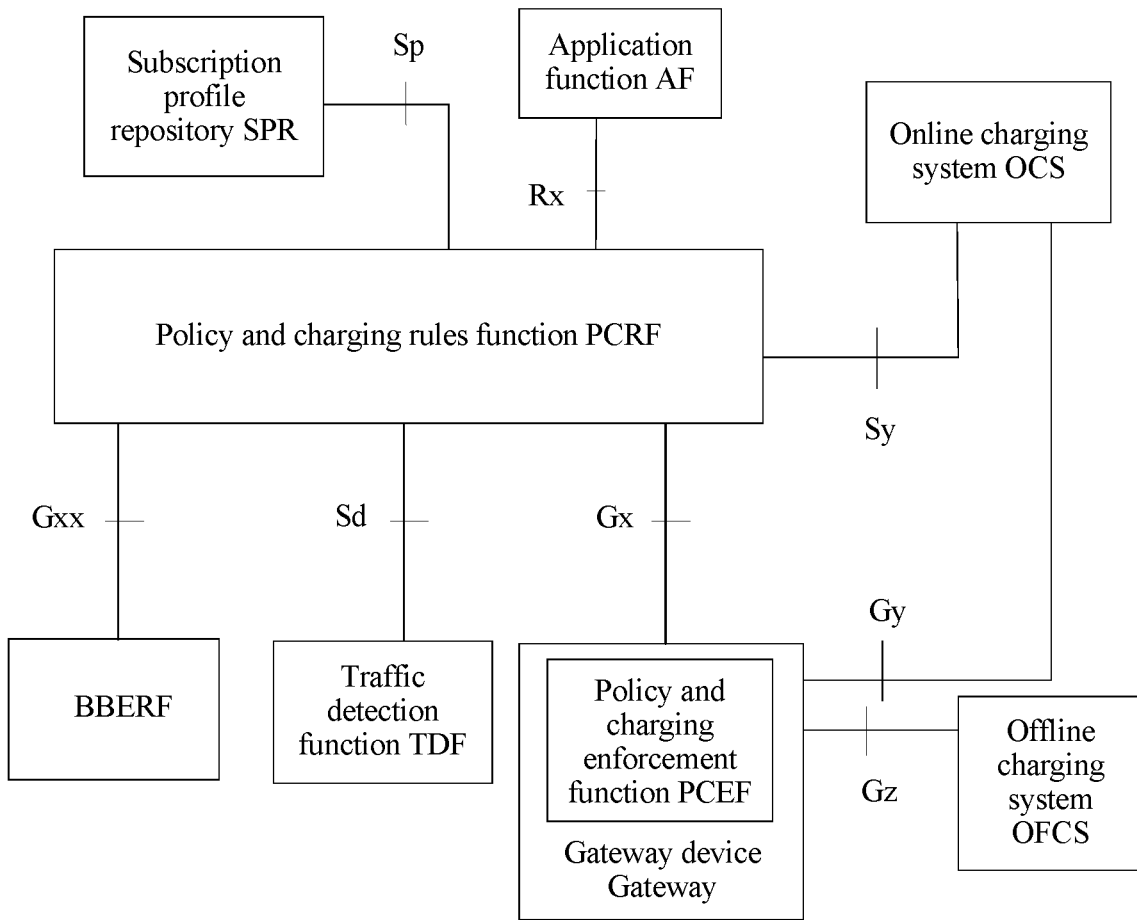 Subscription
profile
repository SPR
Sp
Application
function AF
Online charging
system OCS
Rx
Policy and charging rules function PCRF
Sy
Gxx
Sd
Gx
Gy
BBERF
Traffic
detection
function TDF
Policy and
charging
enforcement
function PCEF
Gateway device
Gateway
Gz
Offline
charging
system
OFCS